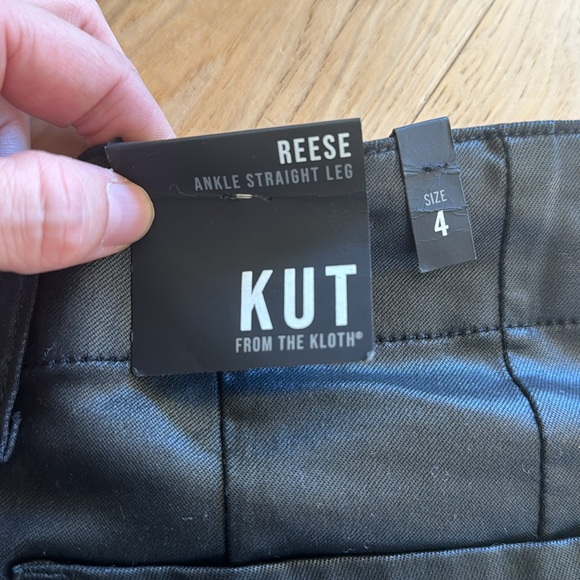 REESE
ANKLE STRAIGHT LEG
KUT
FROM THE KLOTH®
SIZE
4